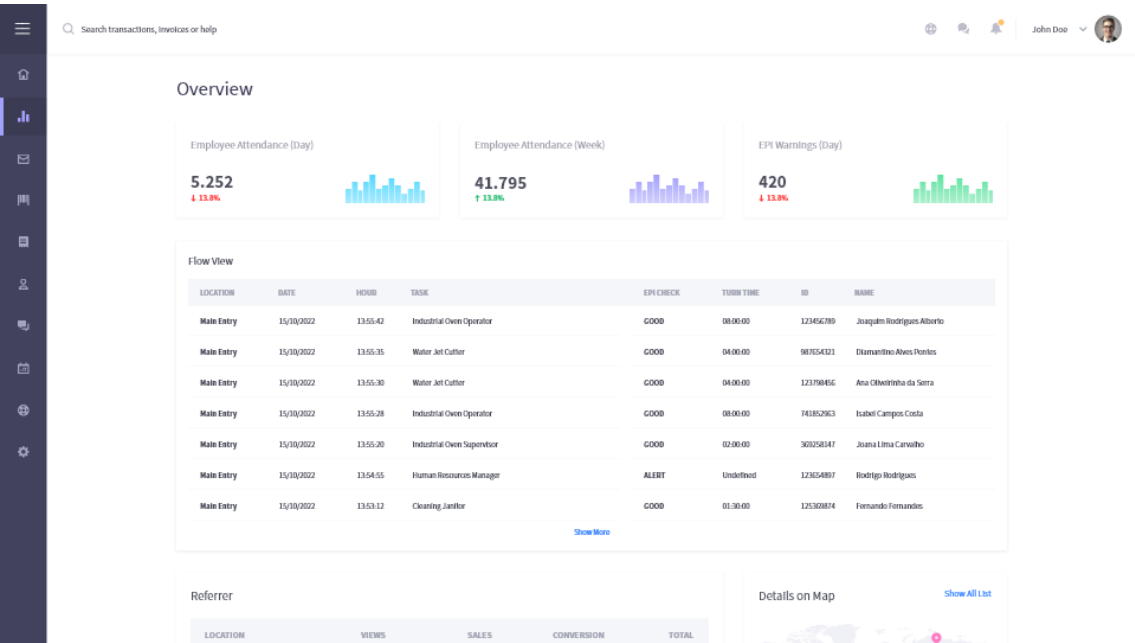 Search transactions, invoices or help
John Doe
Overview
Employee Attendance (Day)
Employee Attendance (Week)
EPI Warnings (Day)
5.252
41.795
420
↓ 13.8%
↑ 13.8%
↓ 13.8%
Flow View
LOCATION DATE HOUR TASK EPI CHECK TURN TIME ID NAME
Main Entry 15/10/2022 13:55:42 Industrial Oven Operator GOOD 08:00:00 123456789 Joaquim Rodrigues Alberto
Main Entry 15/10/2022 13:55:35 Water Jet Cutter GOOD 04:00:00 987654321 Diamantino Alves Pontes
Main Entry 15/10/2022 13:55:30 Water Jet Cutter GOOD 04:00:00 123798456 Ana Oliveirinha da Serra
Main Entry 15/10/2022 13:55:28 Industrial Oven Operator GOOD 08:00:00 741852963 Isabel Campos Costa
Main Entry 15/10/2022 13:55:20 Industrial Oven Supervisor GOOD 02:00:00 369258147 Joana Lima Carvalho
Main Entry 15/10/2022 13:54:55 Human Resources Manager ALERT Undefined 123654897 Rodrigo Rodrigues
Main Entry 15/10/2022 13:53:12 Cleaning Janitor GOOD 01:30:00 125369874 Fernando Fernandes
Show More
Referrer
Details on Map
Show All List
LOCATION VIEWS SALES CONVERSION TOTAL